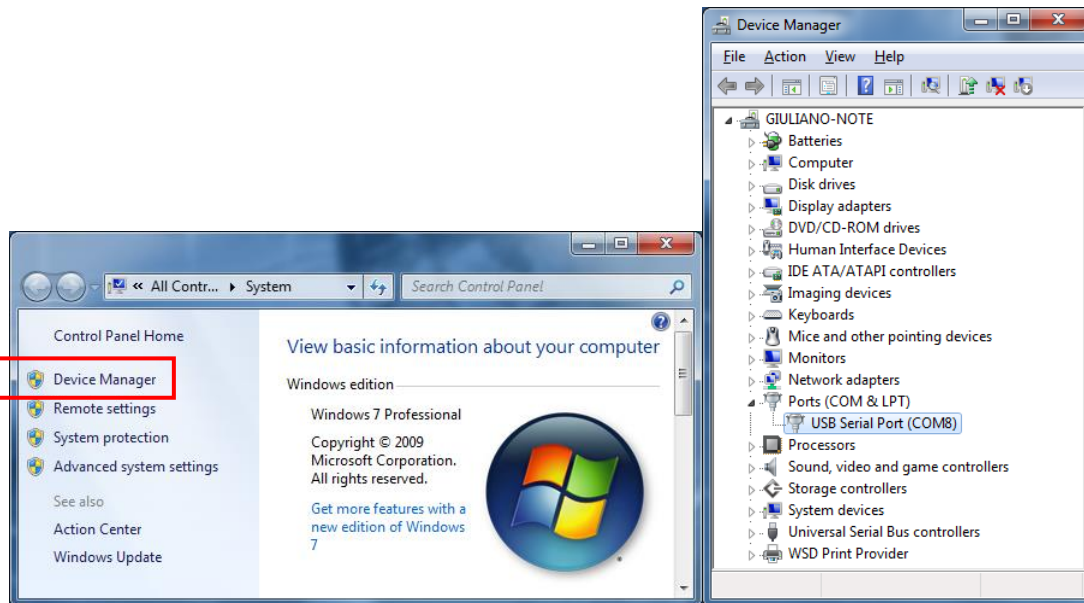 All Contr... System
Search Control Panel
Control Panel Home
Device Manager
Remote settings
System protection
Advanced system settings
See also
Action Center
Windows Update
View basic information about your computer
Windows edition
Windows 7 Professional
Copyright © 2009
Microsoft Corporation.
All rights reserved.
Get more features with a
new edition of Windows
7
Device Manager
File Action View Help
GIULIANO-NOTE
Batteries
Computer
Disk drives
Display adapters
DVD/CD-ROM drives
Human Interface Devices
IDE ATA/ATAPI controllers
Imaging devices
Keyboards
Mice and other pointing devices
Monitors
Network adapters
Ports (COM & LPT)
USB Serial Port (COM8)
Processors
Sound, video and game controllers
Storage controllers
System devices
Universal Serial Bus controllers
WSD Print Provider